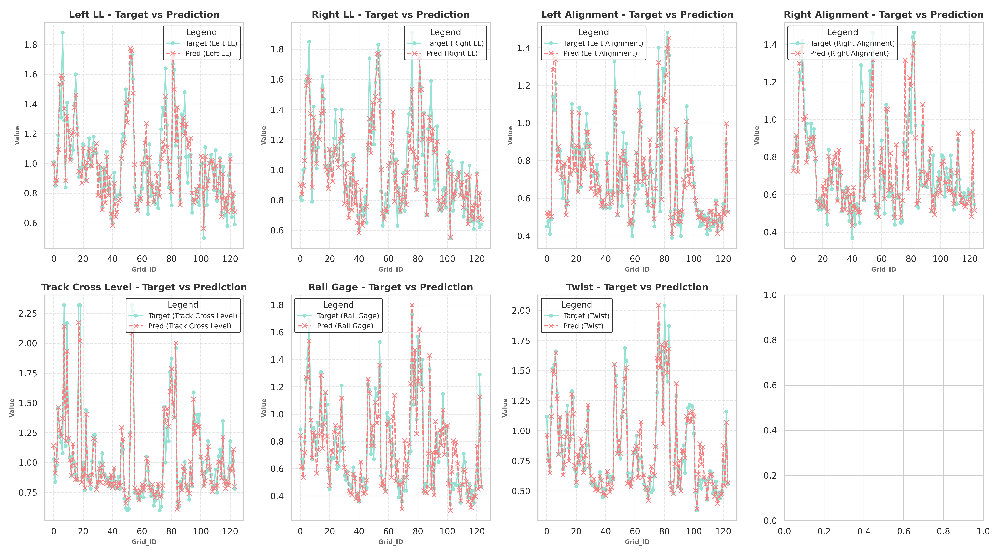 Left LL - Target vs Prediction
Legend
Target (Left LL)
Pred (Left LL)
Value
1.8
1.6
1.4
1.2
1.0
0.8
0.6
0 20 40 60 80 100 120
Grid_ID
Right LL - Target vs Prediction
Legend
Target (Right LL)
Pred (Right LL)
Value
1.8
1.6
1.4
1.2
1.0
0.8
0.6
0 20 40 60 80 100 120
Grid_ID
Left Alignment - Target vs Prediction
Legend
Target (Left Alignment)
Pred (Left Alignment)
Value
1.4
1.2
1.0
0.8
0.6
0.4
0 20 40 60 80 100 120
Grid_ID
Right Alignment - Target vs Prediction
Legend
Target (Right Alignment)
Pred (Right Alignment)
Value
1.4
1.2
1.0
0.8
0.6
0.4
0 20 40 60 80 100 120
Grid_ID
Track Cross Level - Target vs Prediction
Legend
Target (Track Cross Level)
Pred (Track Cross Level)
Value
2.25
2.00
1.75
1.50
1.25
1.00
0.75
0 20 40 60 80 100 120
Grid_ID
Rail Gage - Target vs Prediction
Legend
Target (Rail Gage)
Pred (Rail Gage)
Value
1.8
1.6
1.4
1.2
1.0
0.8
0.6
0.4
0 20 40 60 80 100 120
Grid_ID
Twist - Target vs Prediction
Legend
Target (Twist)
Pred (Twist)
Value
2.00
1.75
1.50
1.25
1.00
0.75
0.50
0 20 40 60 80 100 120
Grid_ID
1.0
0.8
0.6
0.4
0.2
0.0
0.0 0.2 0.4 0.6 0.8 1.0